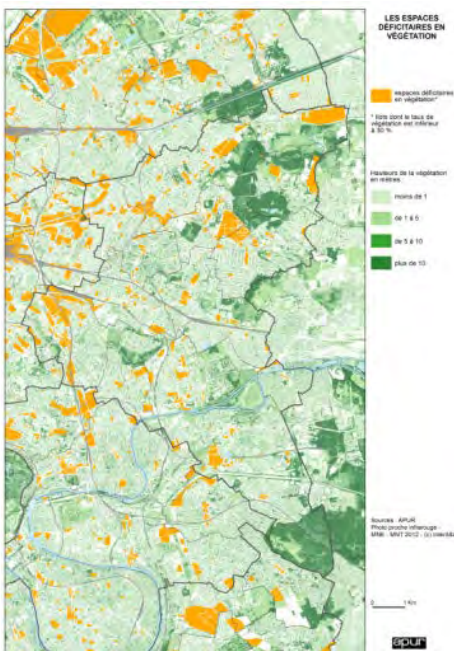 LES ESPACES
DÉFICITAIRES EN
VÉGÉTATION
espaces déficitaires
en végétation*
* îlots dont le taux de
végétation est inférieur
à 30 %
Hauteurs de la végétation
en mètres :
moins de 1
de 1 à 5
de 5 à 10
plus de 10
Sources : APUR
Photo proche infrarouge -
MNE - MNT 2012 - (c)
0 1 Km
apur